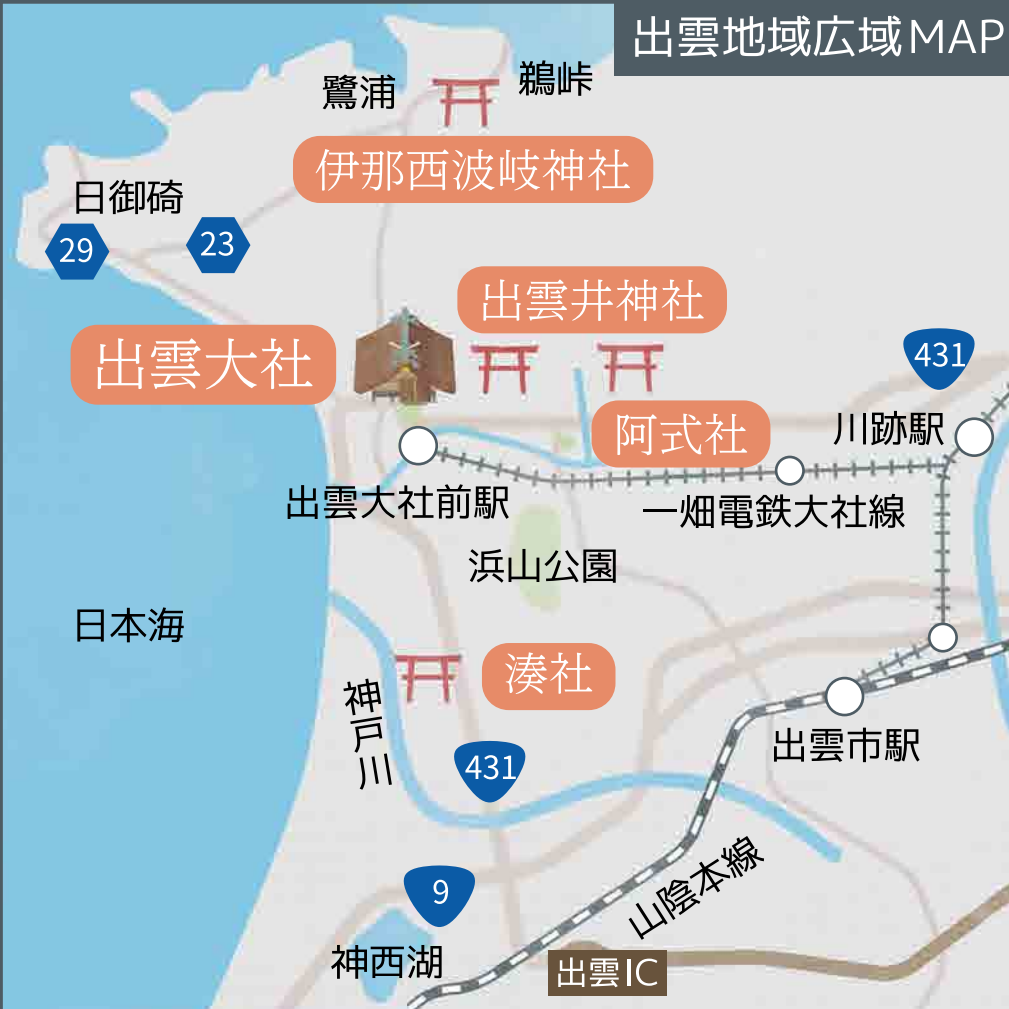 出雲地域広域MAP
鷺浦
鵜峠
伊那西波岐神社
日御碕
29
23
出雲井神社
出雲大社
431
阿式社
川跡駅
出雲大社前駅
一畑電鉄大社線
浜山公園
日本海
湊社
神戸川
出雲市駅
431
山陰本線
9
神西湖
出雲IC